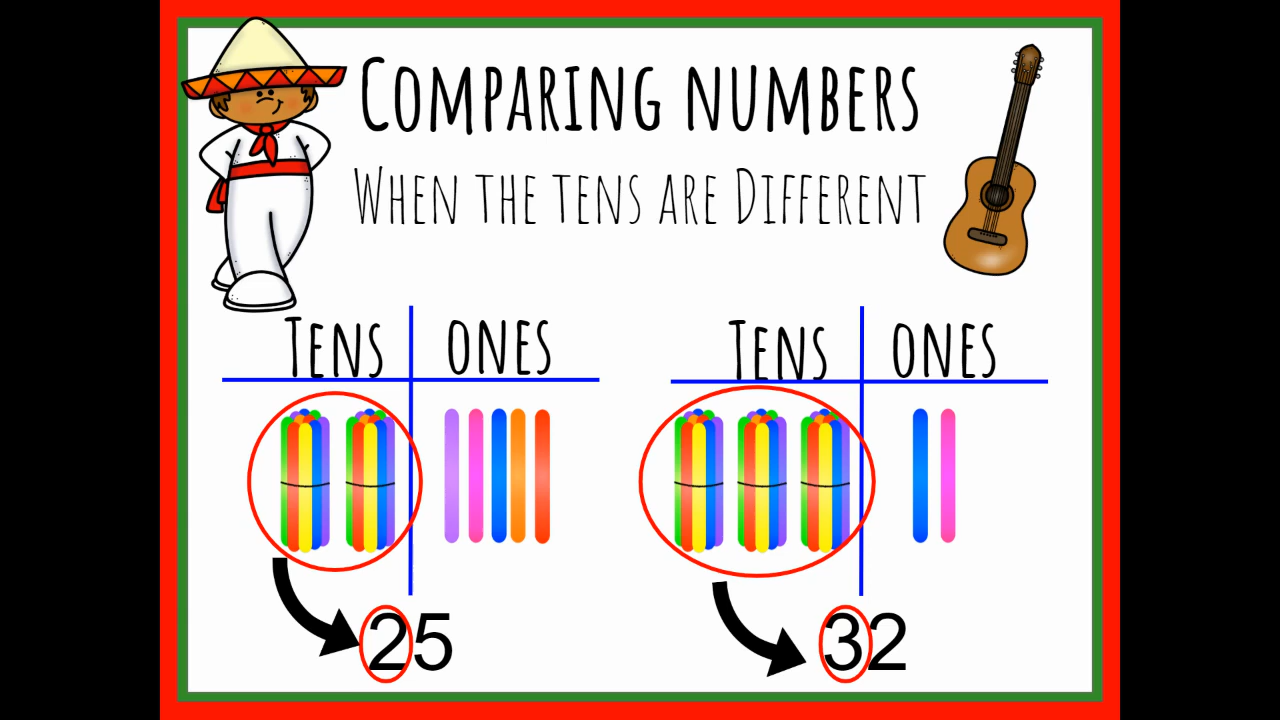 COMPARING NUMBERS
WHEN THE TENS ARE DIFFERENT
TENS ONES TENS ONES
25 32